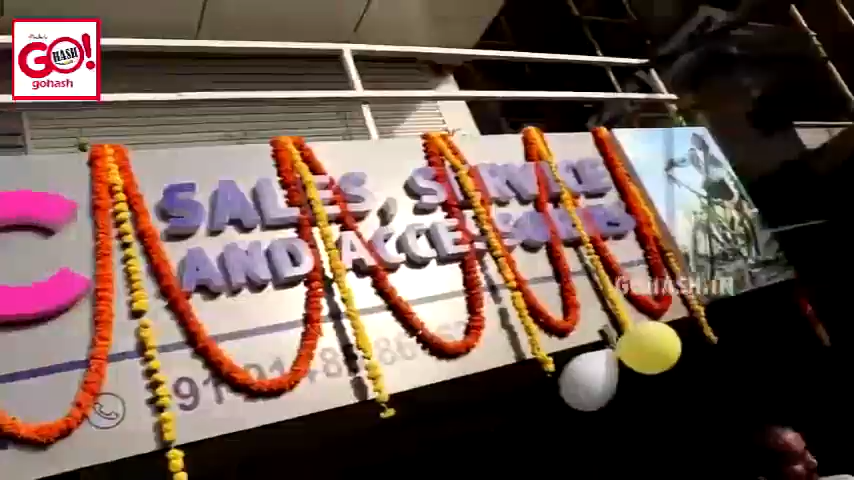 GO!
HASH
gohash
SALES, SERVICE
AND ACCESSORIES
GOHASH.IN